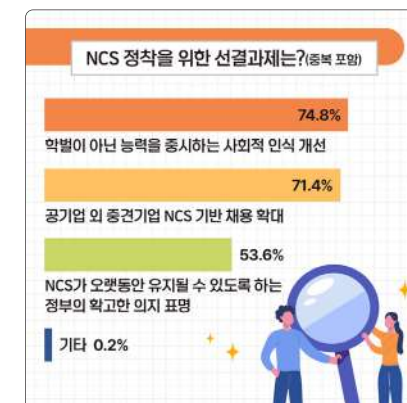 NCS 정착을 위한 선결과제는?(중복 포함)
74.8%
학벌이 아닌 능력을 중시하는 사회적 인식 개선
71.4%
공기업 외 중견기업 NCS 기반 채용 확대
53.6%
NCS가 오랫동안 유지될 수 있도록 하는
정부의 확고한 의지 표명
기타 0.2%